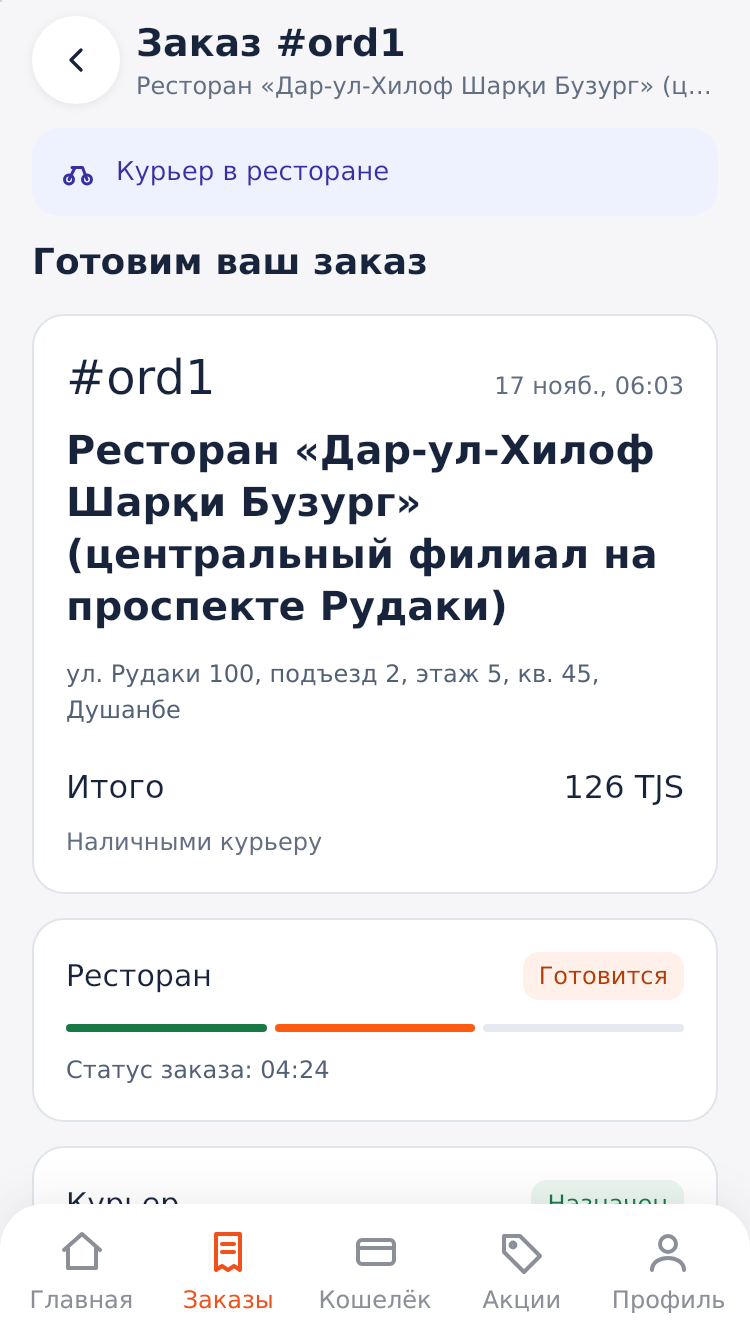 Заказ #ord1
Ресторан «Дар-ул-Хилоф Шарқи Бузург» (ц...
Курьер в ресторане
Готовим ваш заказ
#ord1
17 нояб., 06:03
Ресторан «Дар-ул-Хилоф
Шарқи Бузург»
(центральный филиал на
проспекте Рудаки)
ул. Рудаки 100, подъезд 2, этаж 5, кв. 45,
Душанбе
Итого
126 TJS
Наличными курьеру
Ресторан
Готовится
Статус заказа: 04:24
Курьер
Назначен
Главная
Заказы
Кошелёк
Акции
Профиль